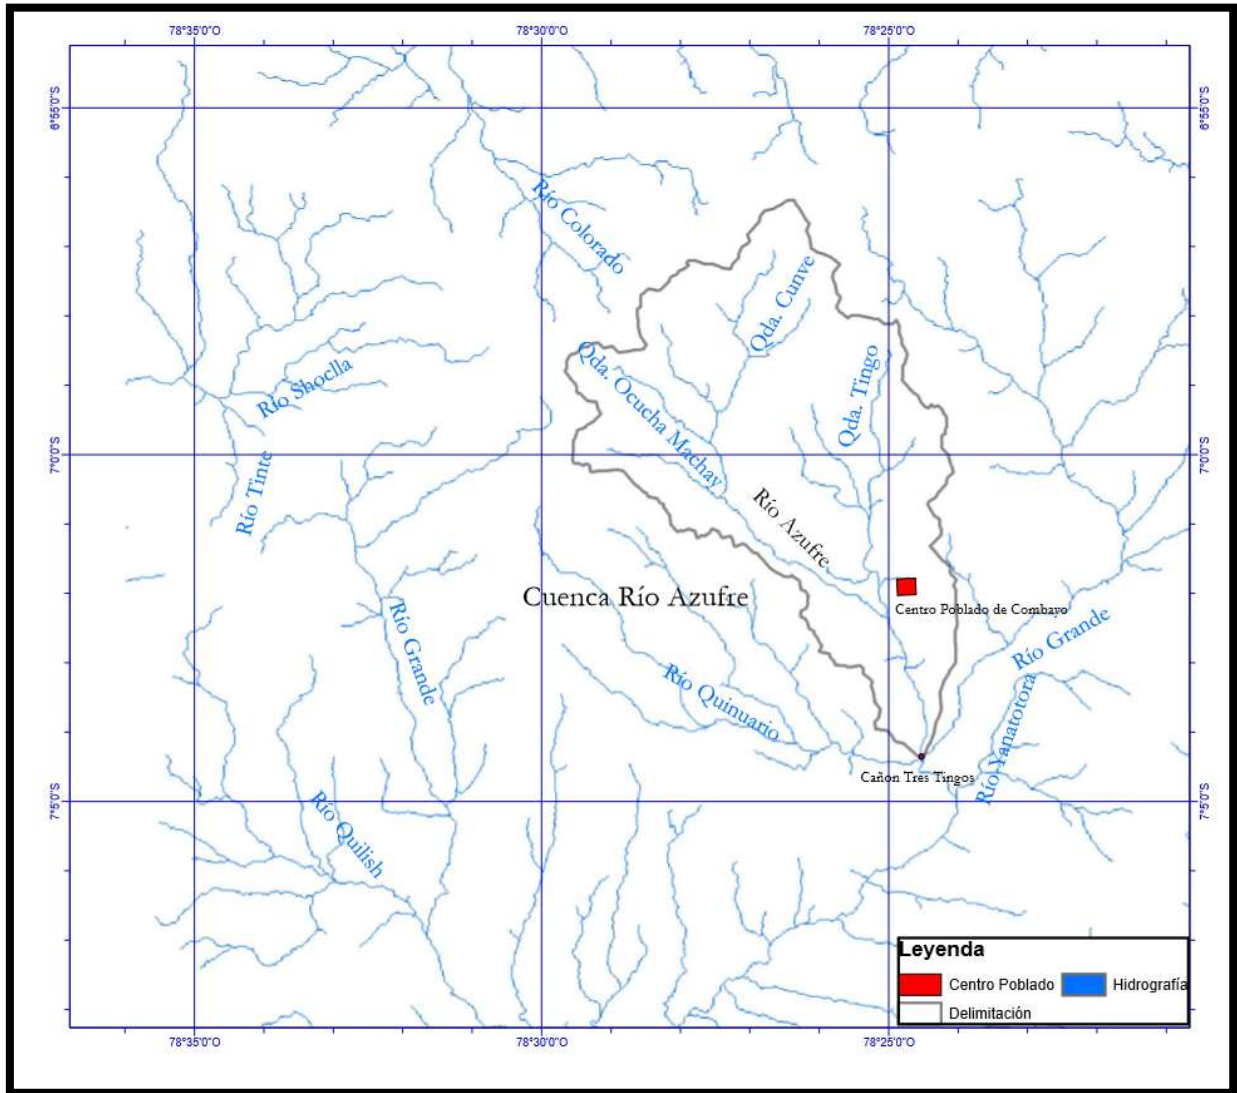 78°35'0"O
78°30'0"O
78°25'0"O
6°55'0"S
6°55'0"S
Río Colorado
Qda. Cunve
Qda. Ocucha Machay
Qda. Tingo
Río Shoclla
Río Tinte
7°0'0"S
7°0'0"S
Río Azufre
Cuenca Río Azufre
Centro Poblado de Combayo
Río Grande
Río Grande
Río Quinuario
Río Yanatotora
Cañon Tres Tingos
7°5'0"S
7°5'0"S
Río Quilish
Leyenda
Centro Poblado
Hidrografía
Delimitación
78°35'0"O
78°30'0"O
78°25'0"O